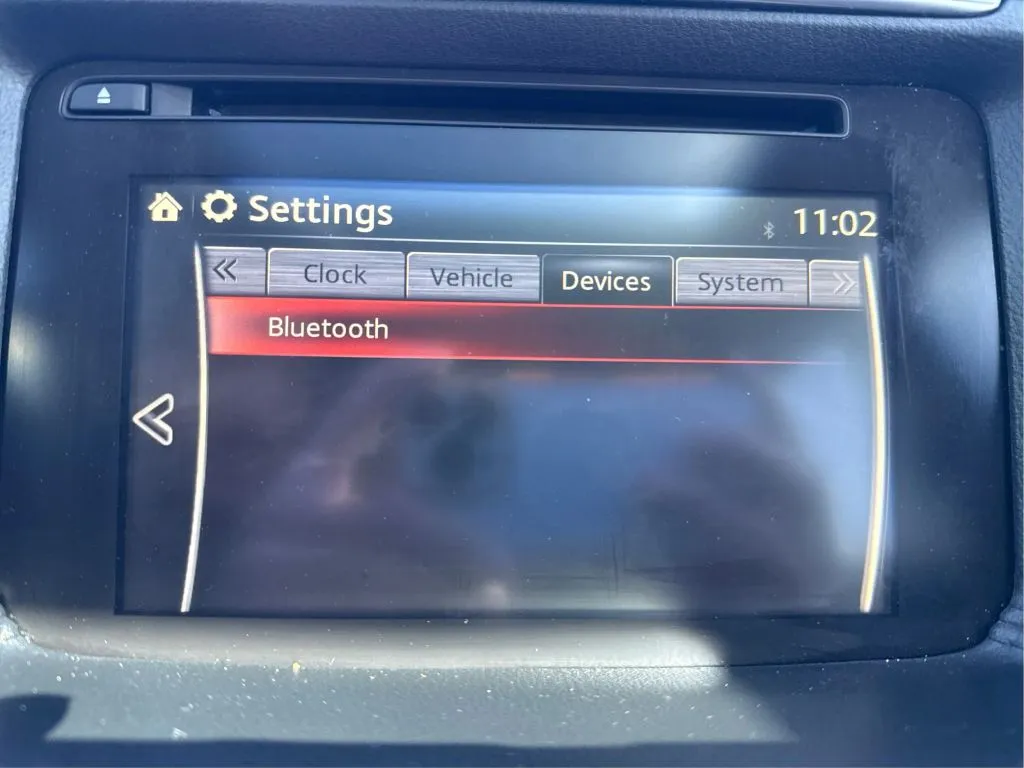 Settings
11:02
Clock Vehicle Devices System
Bluetooth